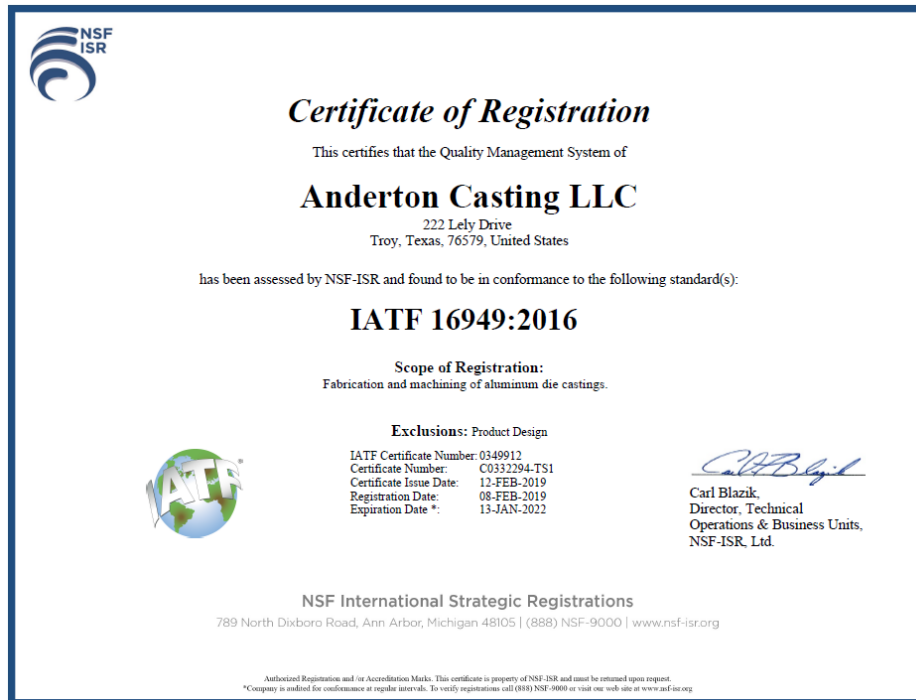 NSF
ISR
Certificate of Registration
This certifies that the Quality Management System of
Anderton Casting LLC
222 Lely Drive
Troy, Texas, 76579, United States
has been assessed by NSF-ISR and found to be in conformance to the following standard(s):
IATF 16949:2016
Scope of Registration:
Fabrication and machining of aluminum die castings.
Exclusions: Product Design
IATF Certificate Number: 0349912
Certificate Number: C0332294-TS1
Certificate Issue Date: 12-FEB-2019
Registration Date: 08-FEB-2019
Expiration Date *: 13-JAN-2022
IATF
Carl Blazik
Carl Blazik,
Director, Technical
Operations & Business Units,
NSF-ISR, Ltd.
NSF International Strategic Registrations
789 North Dixboro Road, Ann Arbor, Michigan 48105 | (888) NSF-9000 | www.nsf-isr.org
Authorized Registration and /or Accreditation Marks. This certificate is property of NSF-ISR and must be returned upon request.
*Company is audited for conformance at regular intervals. To verify registrations call (888) NSF-9000 or visit our web site at www.nsf-isr.org